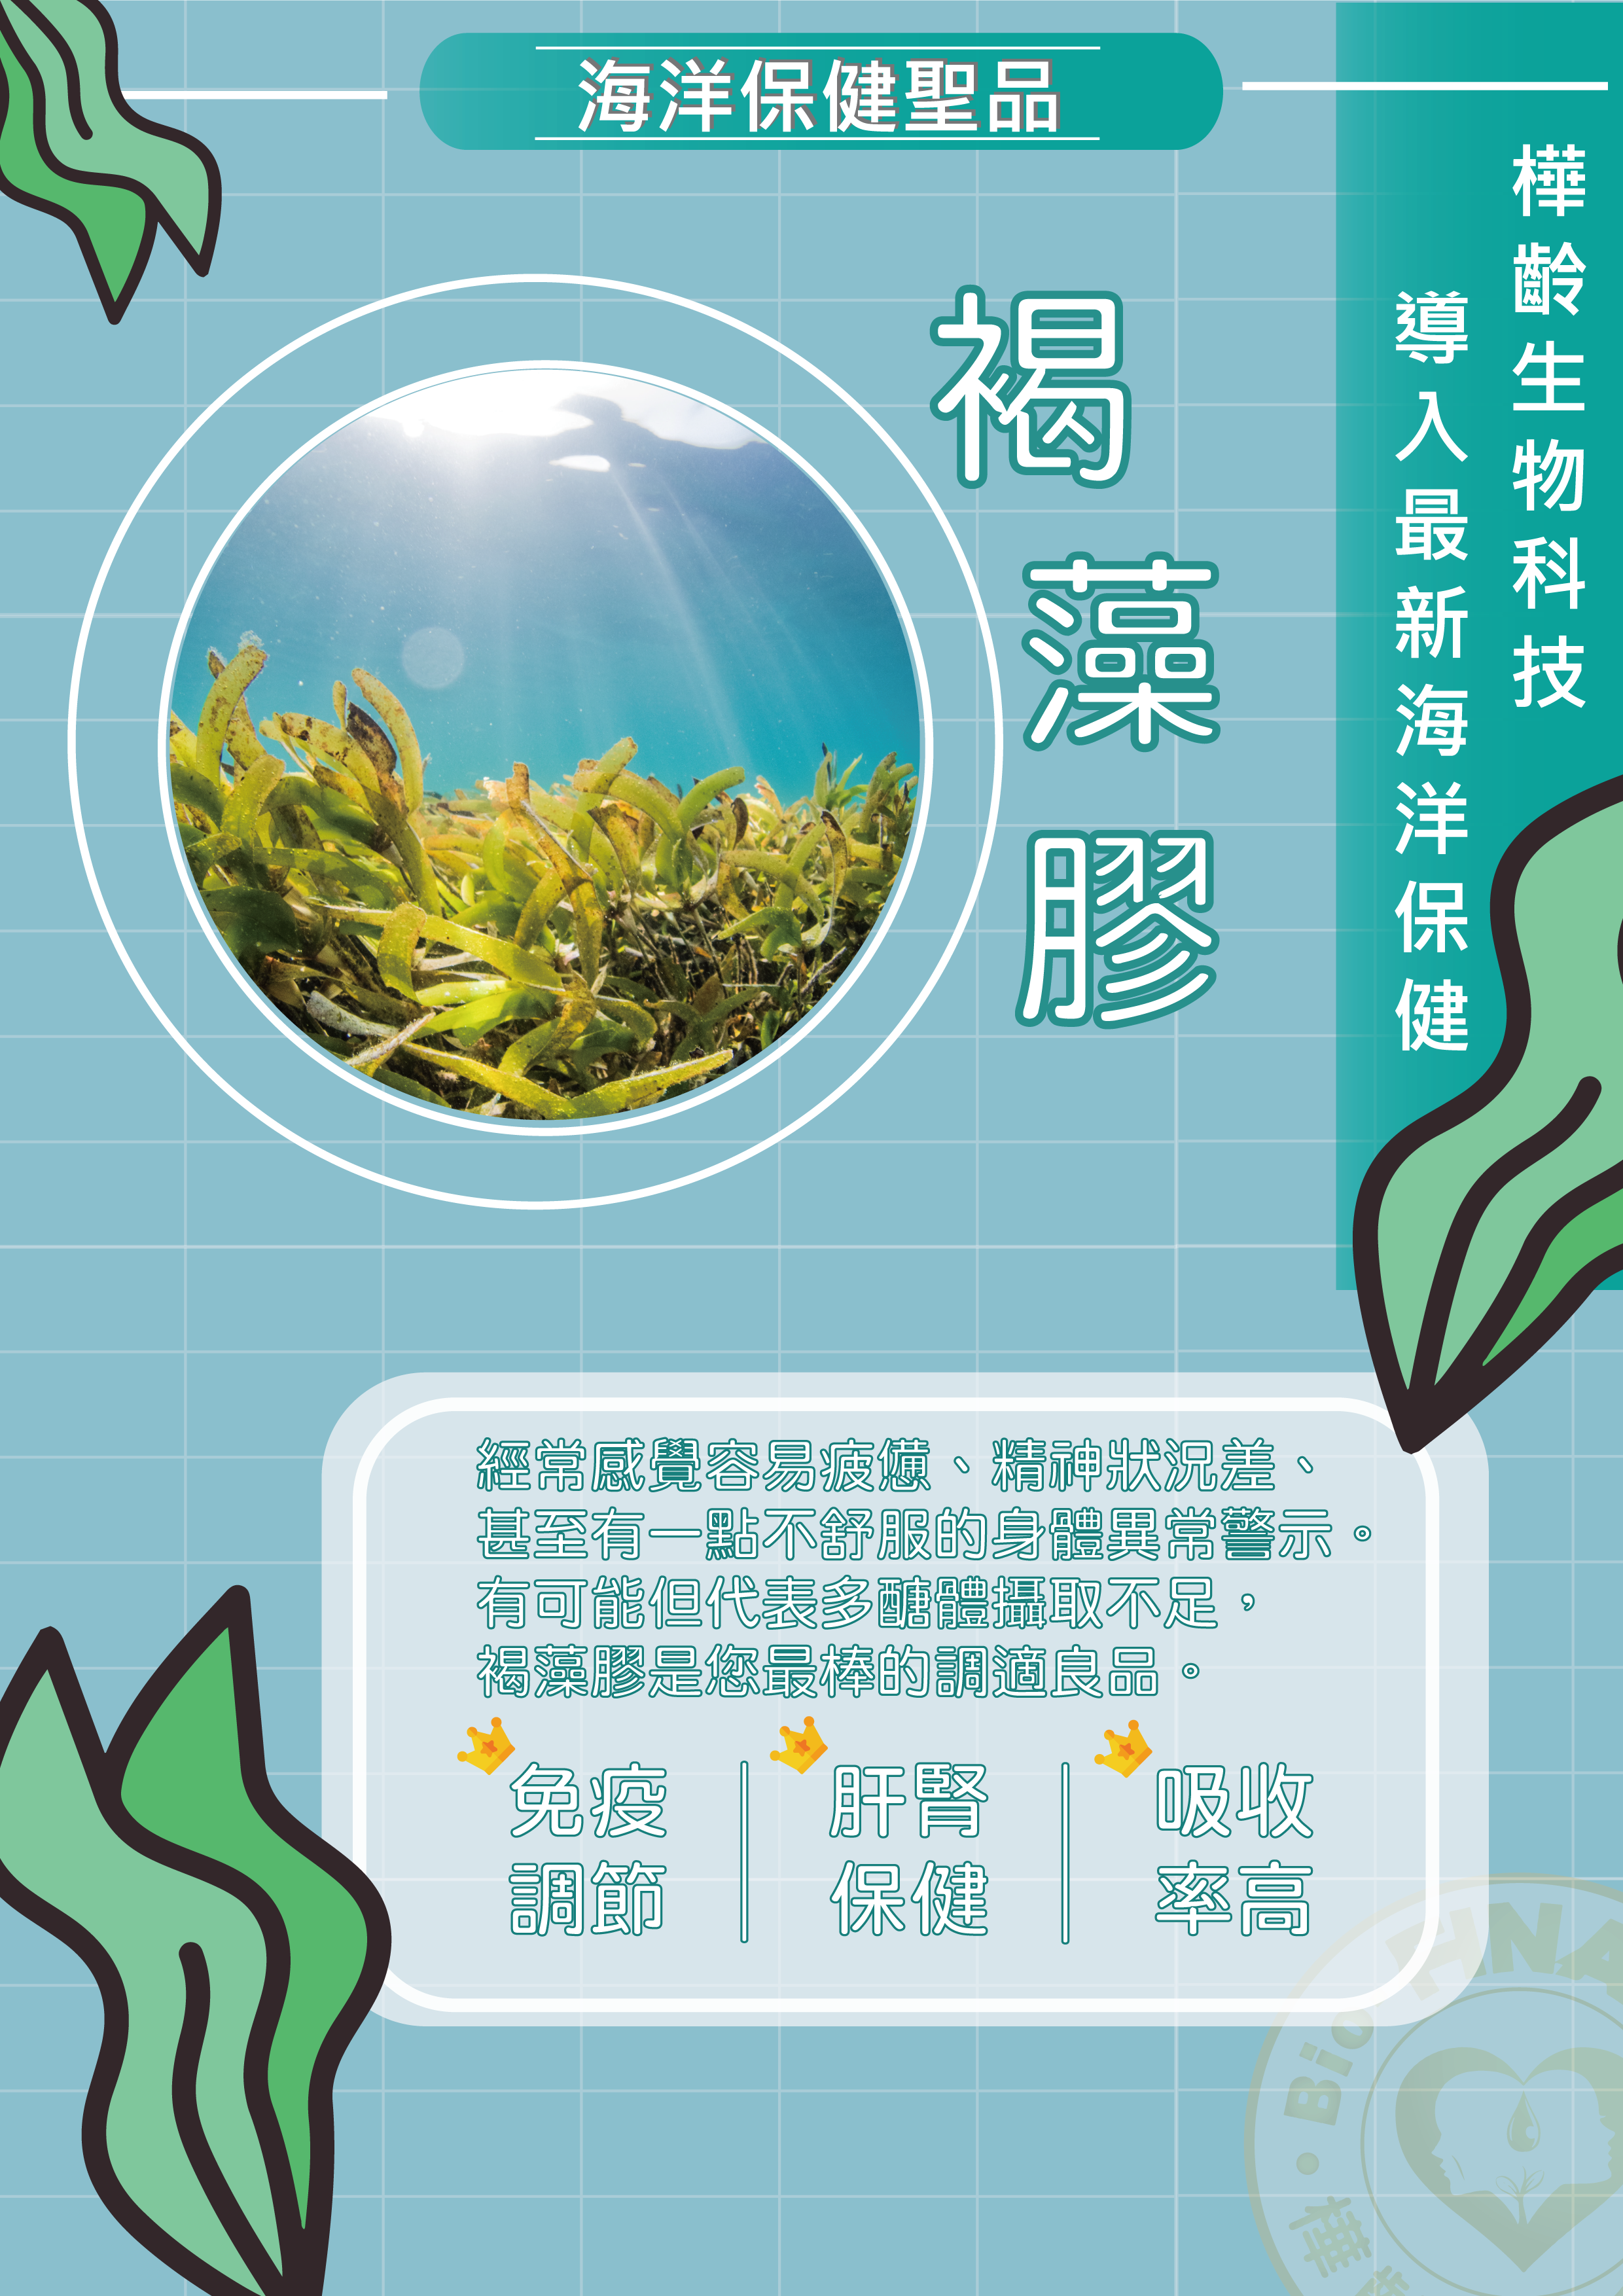 海洋保健聖品
樺齡生物科技
導入最新海洋保健
褐藻膠
經常感覺容易疲憊、精神狀況差、
甚至有一點不舒服的身體異常警示。
有可能但代表多醣體攝取不足，
褐藻膠是您最棒的調適良品。
免疫
調節
肝腎
保健
吸收
率高
Bio HNA
樺